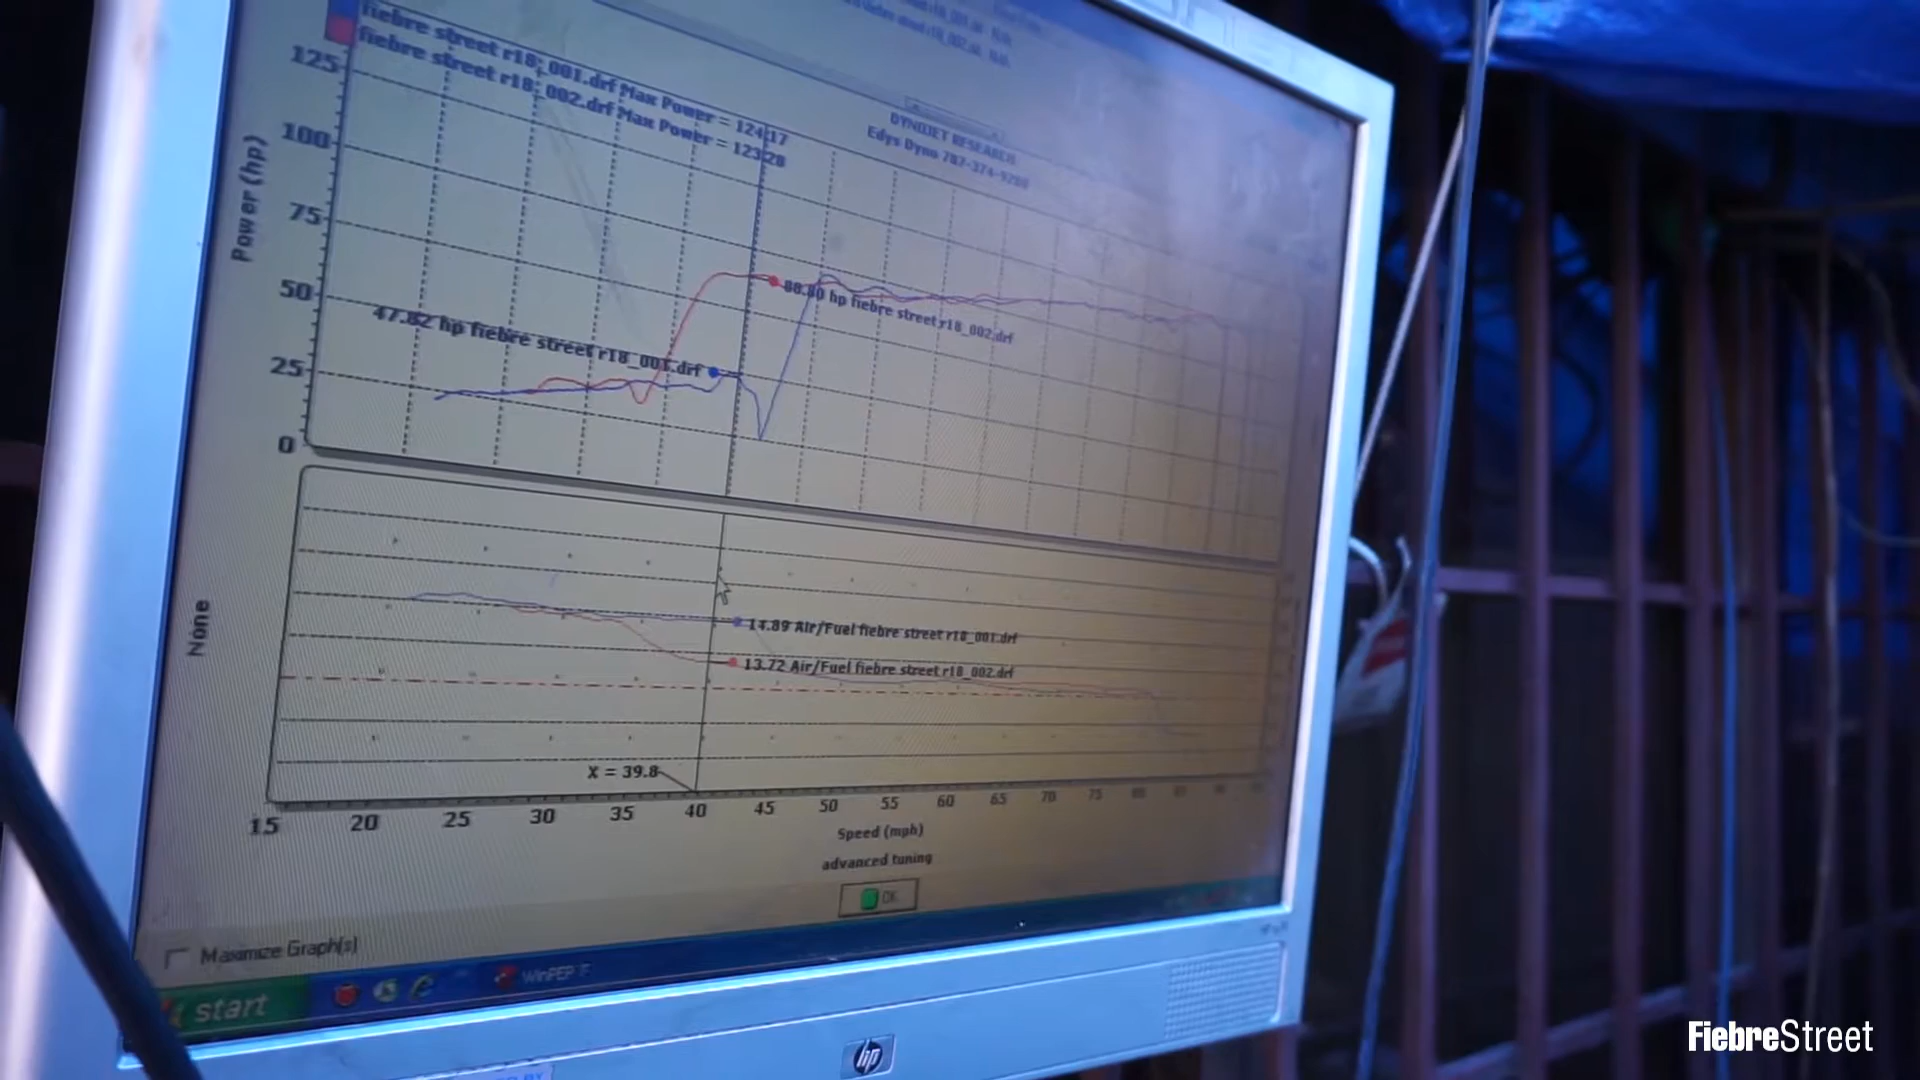 fiebre street r18_001.drf Max Power = 124.17
fiebre street r18_002.drf Max Power = 123.28
DYNOJET RESEARCH
Edys Dyno 787-374-9280
Power (hp)
125
100
75
50
25
0
47.82 hp fiebre street r18_001.drf
hp fiebre street r18_002.drf
None
14.89 Air/Fuel fiebre street r18_001.drf
13.72 Air/Fuel fiebre street r18_002.drf
X = 39.8
15 20 25 30 35 40 45 50 55 60 65 70 75 80 85
Speed (mph)
advanced tuning
OK
Maximize Graph(s)
start
WinPEP 7
hp
FiebreStreet